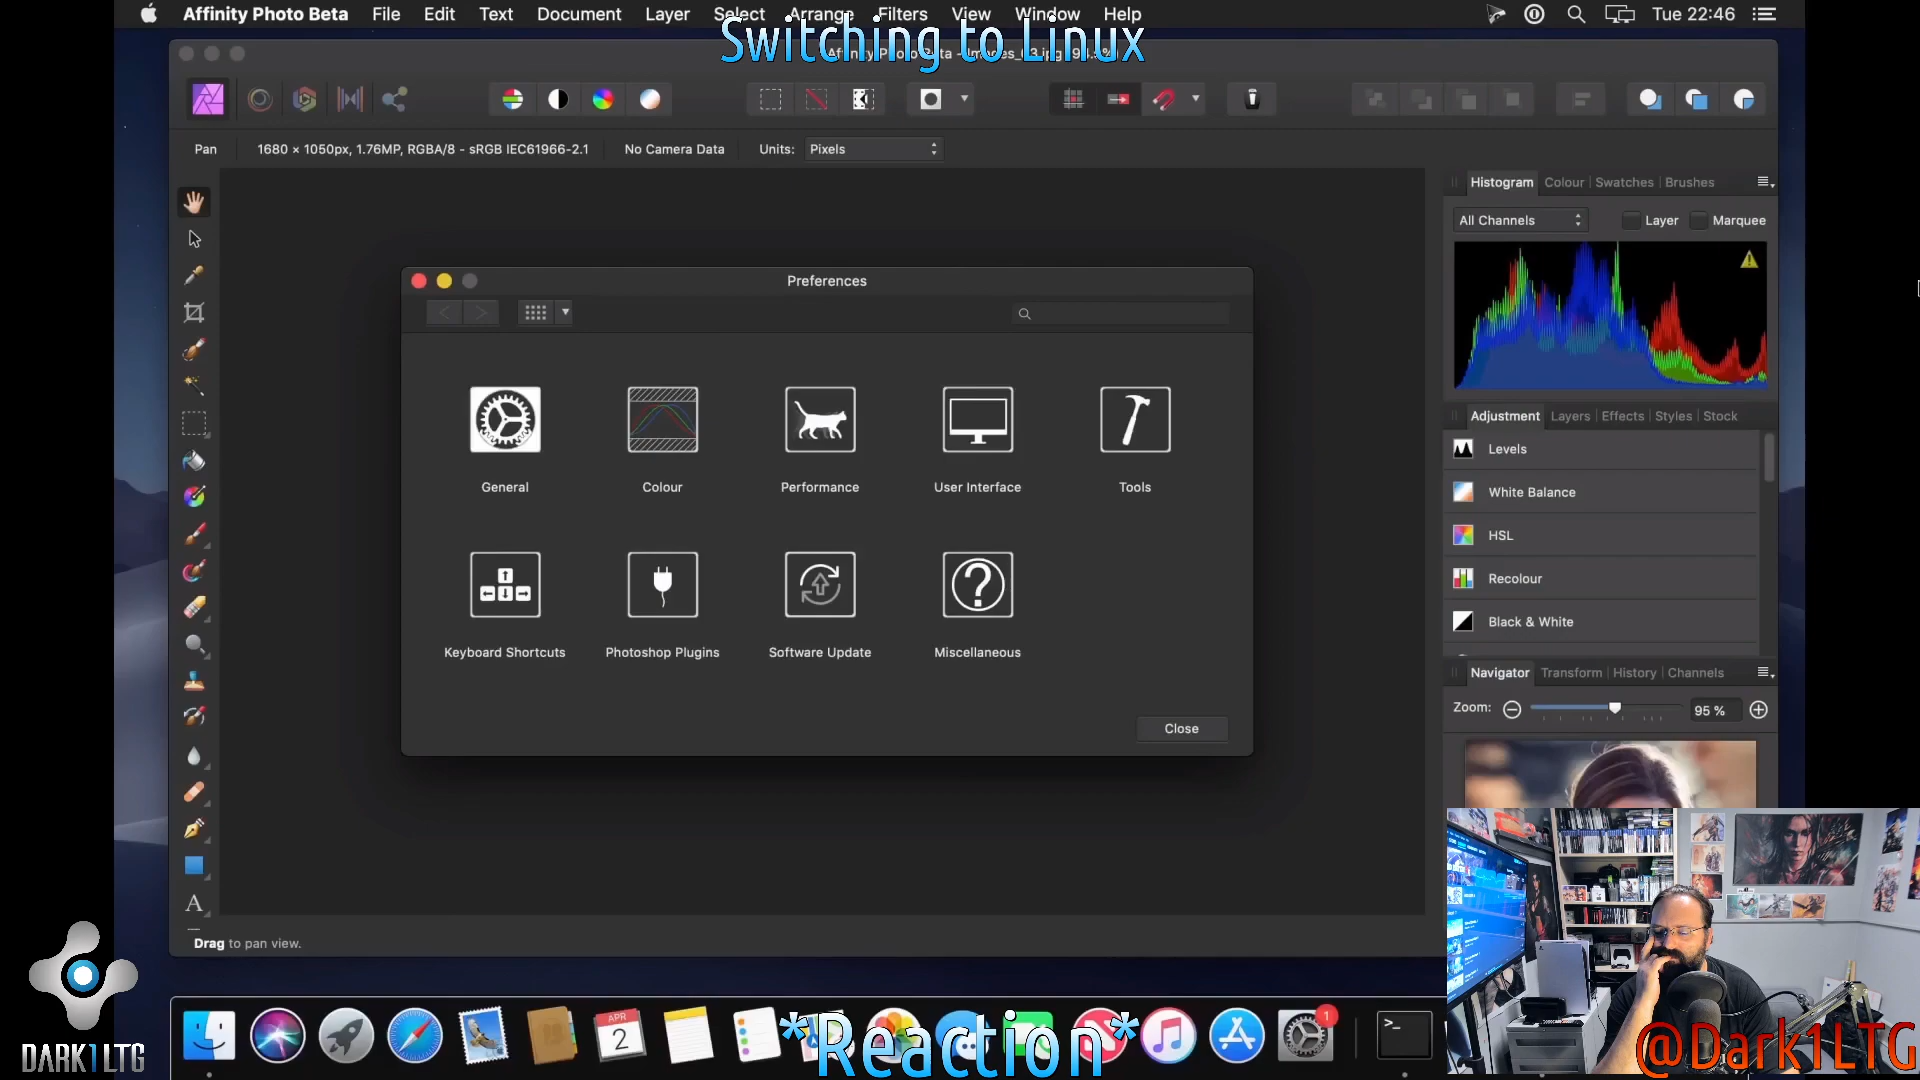 Affinity Photo Beta File Edit Text Document Layer Select Arrange Filters View Window Help Tue 22:46
Switching to Linux
Pan 1680 × 1050px, 1.76MP, RGBA/8 - sRGB IEC61966-2.1 No Camera Data Units: Pixels
Histogram Colour Swatches Brushes
All Channels Layer Marquee
Preferences
General Colour Performance User Interface Tools
Keyboard Shortcuts Photoshop Plugins Software Update Miscellaneous
Close
Adjustment Layers Effects Styles Stock
Levels
White Balance
HSL
Recolour
Black & White
Navigator Transform History Channels
Zoom: 95 %
A
Drag to pan view.
APR
2
1
*Reaction*
DARK1LTG
@Dark1LTG